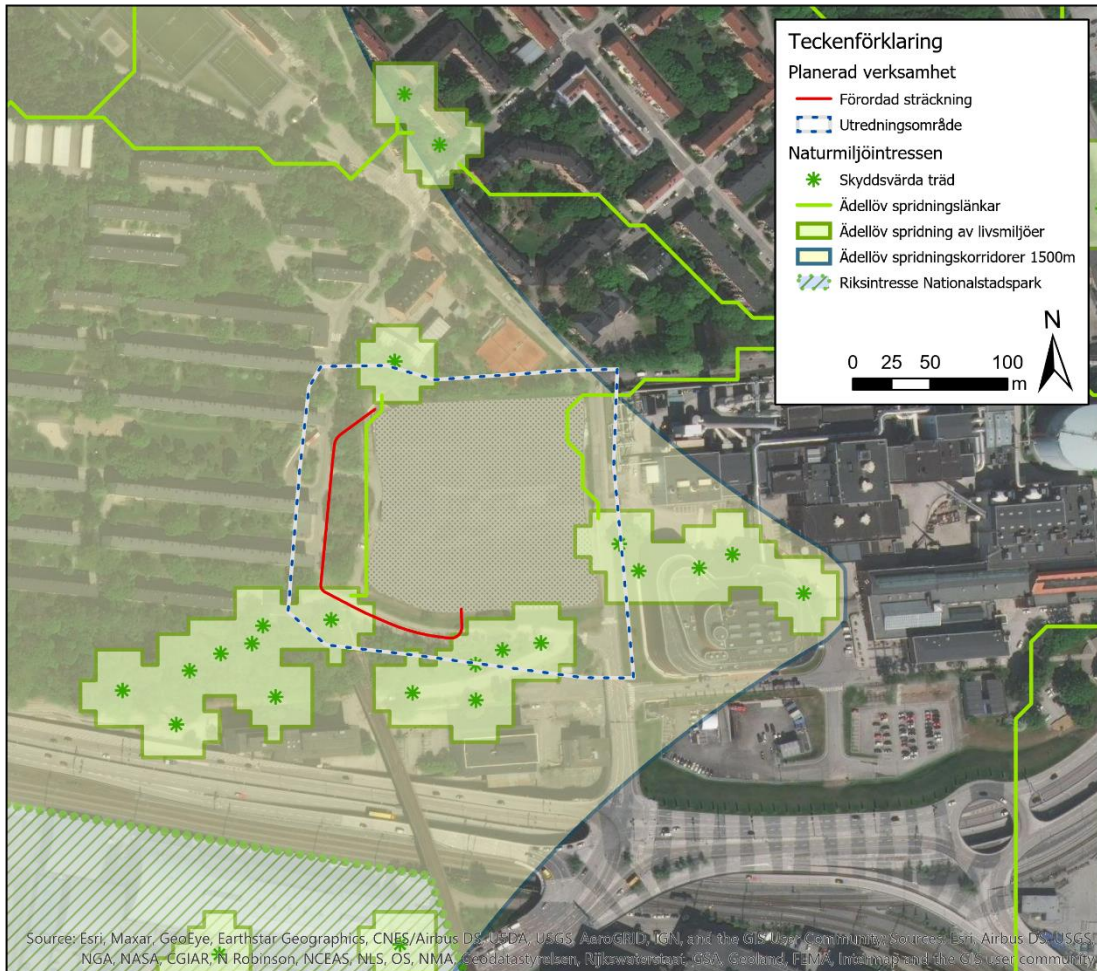 Teckenförklaring
Planerad verksamhet
Förordad sträckning
Utredningsområde
Naturmiljöintressen
Skyddsvärda träd
Ädellöv spridningslänkar
Ädellöv spridning av livsmiljöer
Ädellöv spridningskorridorer 1500m
Riksintresse Nationalstadspark
N
0 25 50 100
m
Source: Esri, Maxar, GeoEye, Earthstar Geographics, CNES/Airbus DS, USDA, USGS, AeroGRID, IGN, and the GIS User Community, Sources: Esri, Airbus DS, USGS,
NGA, NASA, CGIAR, N Robinson, NCEAS, NLS, OS, NMA, Geodatastyrelsen, Rijkswaterstaat, GSA, Geoland, FEMA, Intermap and the GIS user community